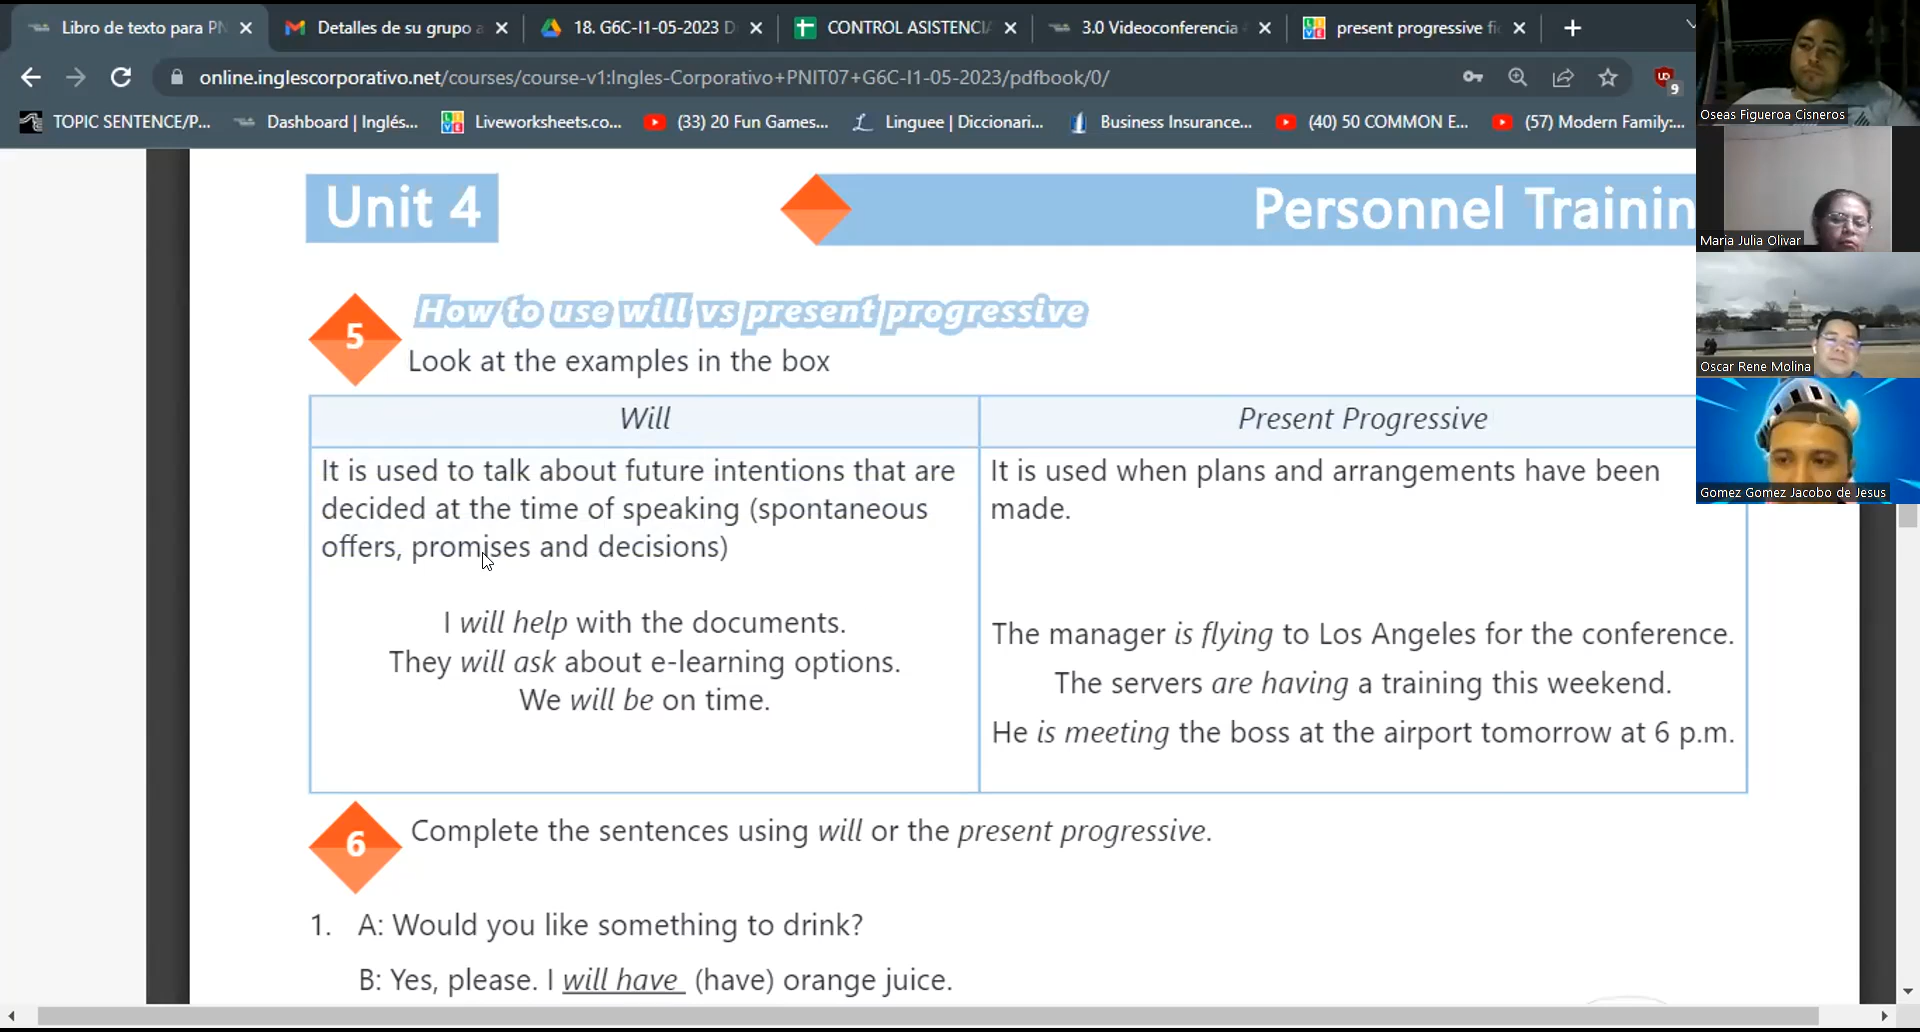 Libro de texto para PN
Detalles de su grupo a
18. G6C-I1-05-2023 D
CONTROL ASISTENCIA
3.0 Videoconferencia
present progressive fi
online.inglescorporativo.net/courses/course-v1:Ingles-Corporativo+PNIT07+G6C-I1-05-2023/pdfbook/0/
9
TOPIC SENTENCE/P...
Dashboard | Inglés...
Liveworksheets.co...
(33) 20 Fun Games...
Linguee | Diccionari...
Business Insurance...
(40) 50 COMMON E...
(57) Modern Family:...
Oseas Figueroa Cisneros
Maria Julia Olivar
Oscar Rene Molina
Gomez Gomez Jacobo de Jesus
Unit 4
Personnel Trainin
5
How to use will vs present progressive
Look at the examples in the box
Will
Present Progressive
It is used to talk about future intentions that are
decided at the time of speaking (spontaneous
offers, promises and decisions)
I will help with the documents.
They will ask about e-learning options.
We will be on time.
It is used when plans and arrangements have been
made.
The manager is flying to Los Angeles for the conference.
The servers are having a training this weekend.
He is meeting the boss at the airport tomorrow at 6 p.m.
6
Complete the sentences using will or the present progressive.
1. A: Would you like something to drink?
B: Yes, please. I will have (have) orange juice.